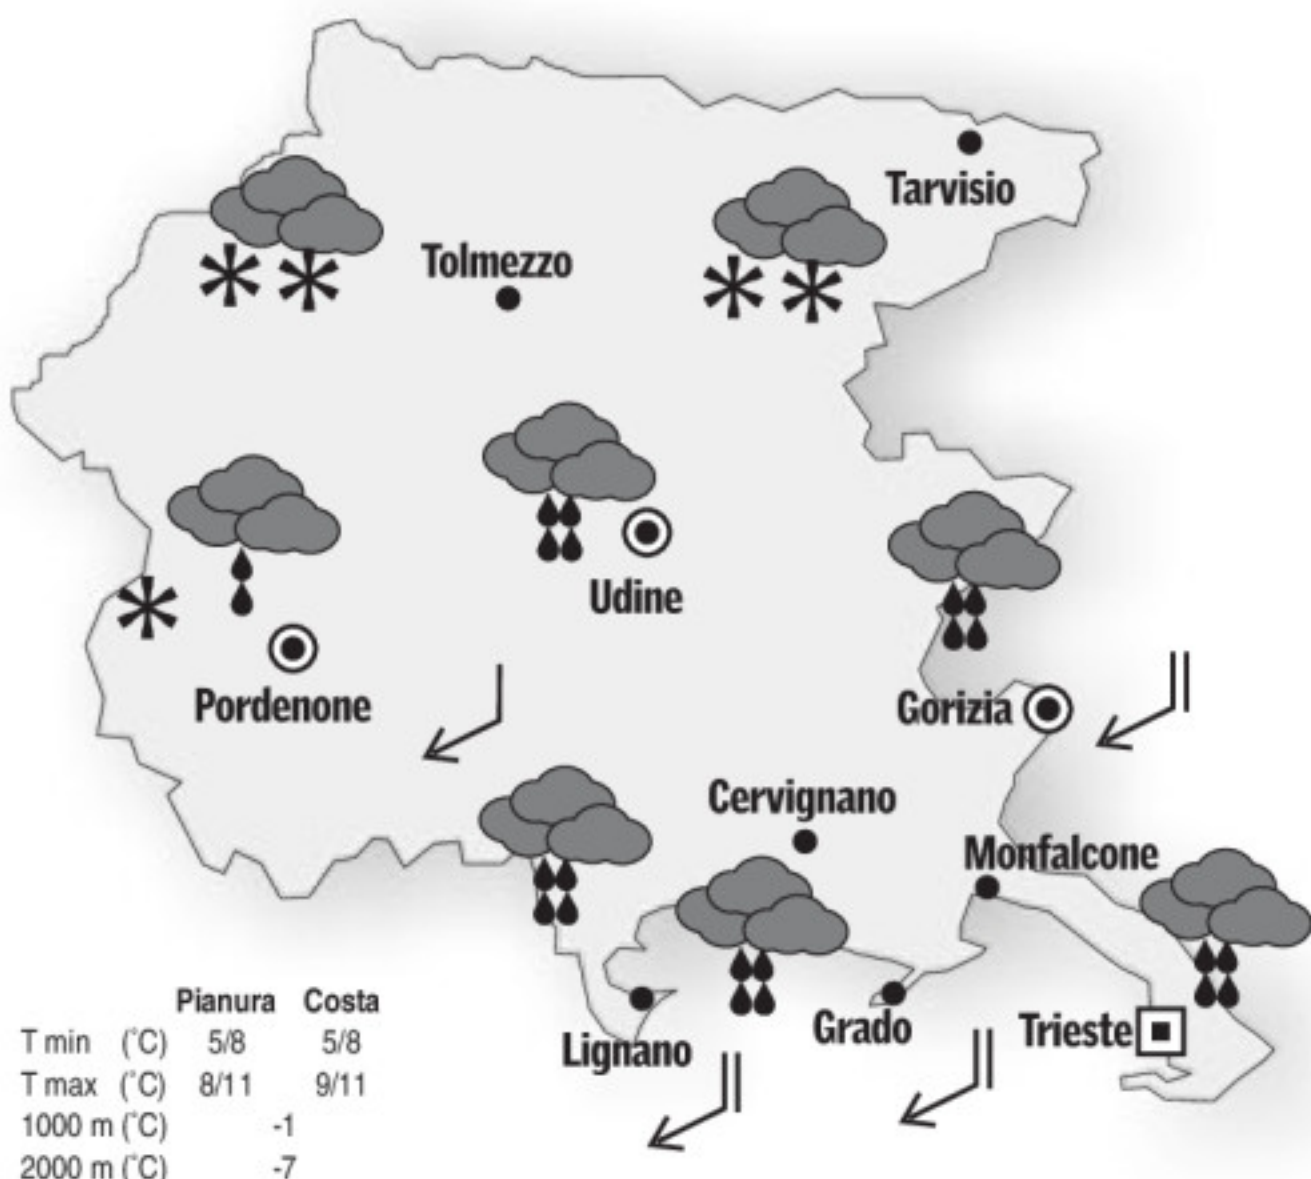 Tarvisio
Tolmezzo
Udine
Pordenone
Gorizia
Cervignano
Monfalcone
Grado
Trieste
Lignano
Pianura Costa
T min (°C) 5/8 5/8
T max (°C) 8/11 9/11
1000 m (°C) -1
2000 m (°C) -7